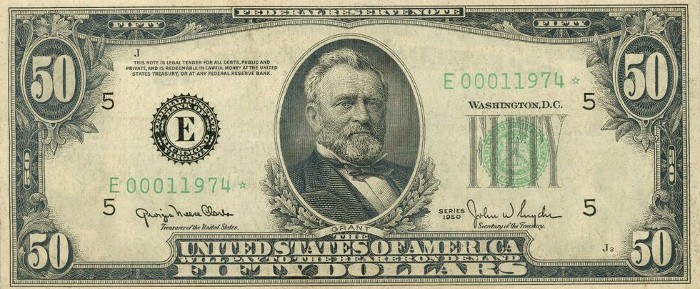 FEDERAL RESERVE NOTE
FIFTY
FIFTY
50
50
J
THIS NOTE IS LEGAL TENDER FOR ALL DEBTS, PUBLIC AND
PRIVATE, AND IS REDEEMABLE IN LAWFUL MONEY AT THE UNITED
STATES TREASURY, OR AT ANY FEDERAL RESERVE BANK.
E 00011974 *
5
WASHINGTON, D.C.
5
E
FIFTY
E 00011974 *
5
Georgia Neese Clark
Treasurer of the United States.
SERIES
1950
John W Snyder
Secretary of the Treasury.
5
GRANT
50
THE
UNITED STATES OF AMERICA
WILL PAY TO THE BEARER ON DEMAND
FIFTY DOLLARS
J2
50